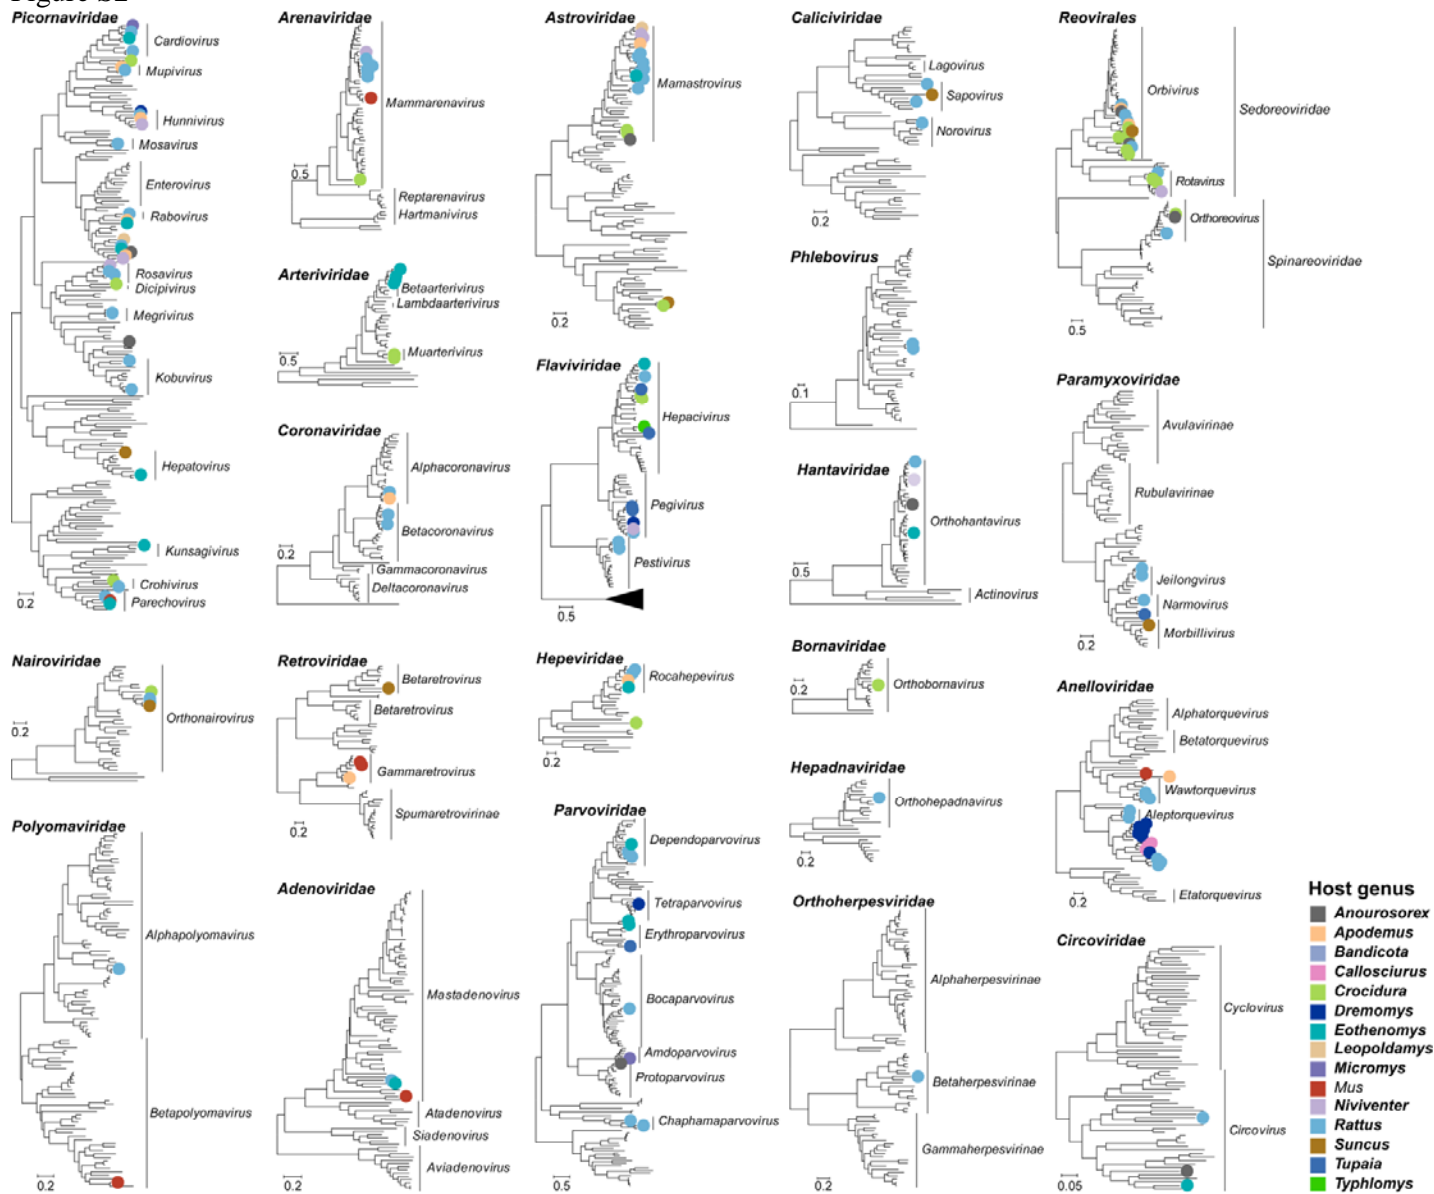 Picornaviridae
Cardiovirus
Mupivirus
Hunnivirus
Mosavirus
Enterovirus
Rabovirus
Rosavirus
Dicipivirus
Megrivirus
Kobuvirus
Hepatovirus
Kunsagivirus
Crohivirus
Parechovirus
0.2
Arenaviridae
Mammarenavirus
0.5
Reptarenavirus
Hartmanivirus
Arteriviridae
Betaarterivirus
Lambdaarterivirus
0.5
Muarterivirus
Coronaviridae
Alphacoronavirus
Betacoronavirus
0.2
Gammacoronavirus
Deltacoronavirus
Astroviridae
Mamastrovirus
0.2
Flaviviridae
Hepacivirus
Pegivirus
Pestivirus
0.5
Caliciviridae
Lagovirus
Sapovirus
Norovirus
0.2
Phlebovirus
0.1
Hantaviridae
Orthohantavirus
0.5
Actinovirus
Reovirales
Orbivirus
Sedoreoviridae
Rotavirus
Orthoreovirus
Spinareoviridae
0.5
Paramyxoviridae
Avulavirinae
Rubulavirinae
Jeilongvirus
Narmovirus
Morbillivirus
0.2
Nairoviridae
Orthonairovirus
0.2
Retroviridae
Betaretrovirus
Betaretrovirus
Gammaretrovirus
Spumaretrovirinae
0.2
Hepeviridae
Rocahepevirus
0.2
Bornaviridae
0.2
Orthobornavirus
Hepadnaviridae
Orthohepadnavirus
0.2
Anelloviridae
Alphatorquevirus
Betatorquevirus
Wawtorquevirus
Aleptorquevirus
0.2
Etatorquevirus
Polyomaviridae
Alphapolyomavirus
Betapolyomavirus
0.2
Adenoviridae
Mastadenovirus
Atadenovirus
Siadenovirus
Aviadenovirus
0.2
Parvoviridae
Dependoparvovirus
Tetraparvovirus
Erythroparvovirus
Bocaparvovirus
Amdoparvovirus
Protoparvovirus
Chaphamaparvovirus
0.5
Orthoherpesviridae
Alphaherpesvirinae
Betaherpesvirinae
Gammaherpesvirinae
0.2
Circoviridae
Cyclovirus
Circovirus
0.05
Host genus
Anourosorex
Apodemus
Bandicota
Callosciurus
Crocidura
Dremomys
Eothenomys
Leopoldamys
Micromys
Mus
Niviventer
Rattus
Suncus
Tupaia
Typhlomys